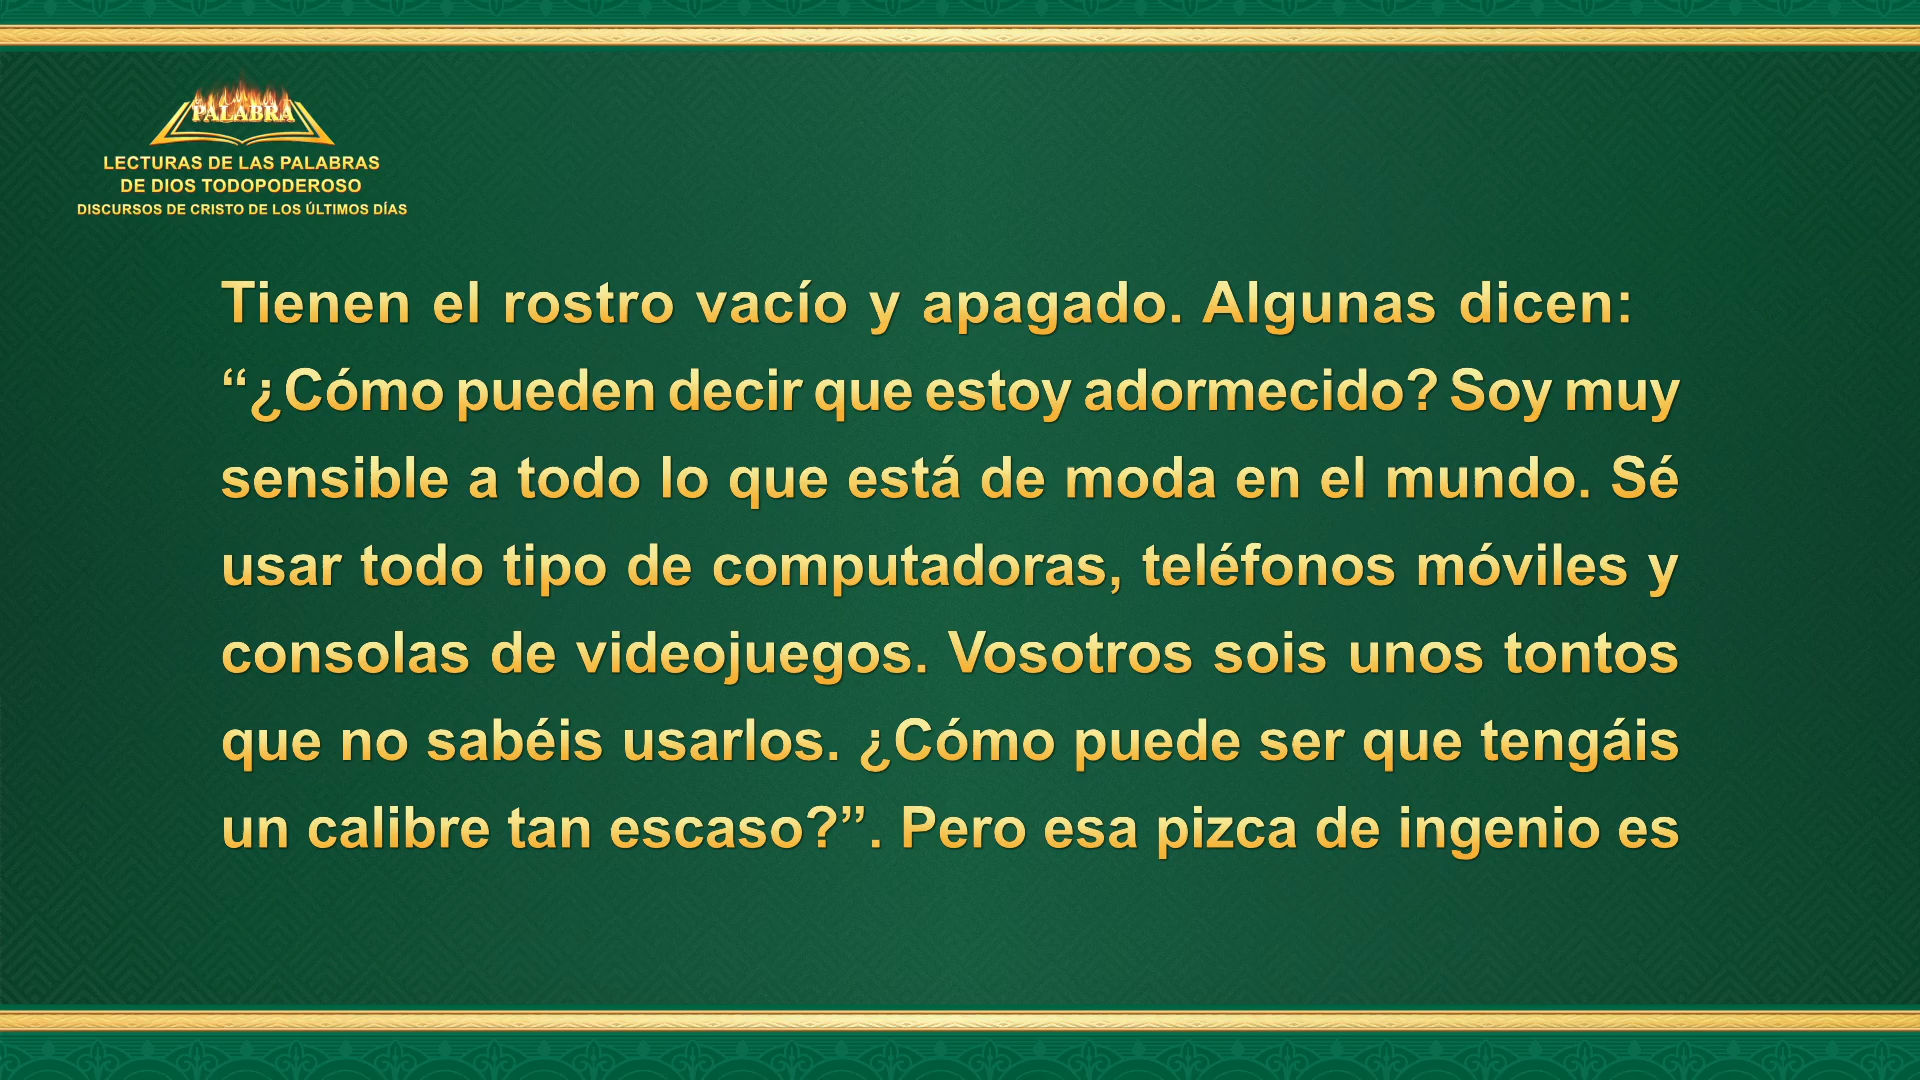 PALABRA
LECTURAS DE LAS PALABRAS
DE DIOS TODOPODEROSO
DISCURSOS DE CRISTO DE LOS ÚLTIMOS DÍAS
Tienen el rostro vacío y apagado. Algunas dicen:
“¿Cómo pueden decir que estoy adormecido? Soy muy
sensible a todo lo que está de moda en el mundo. Sé
usar todo tipo de computadoras, teléfonos móviles y
consolas de videojuegos. Vosotros sois unos tontos
que no sabéis usarlos. ¿Cómo puede ser que tengáis
un calibre tan escaso?”. Pero esa pizca de ingenio es